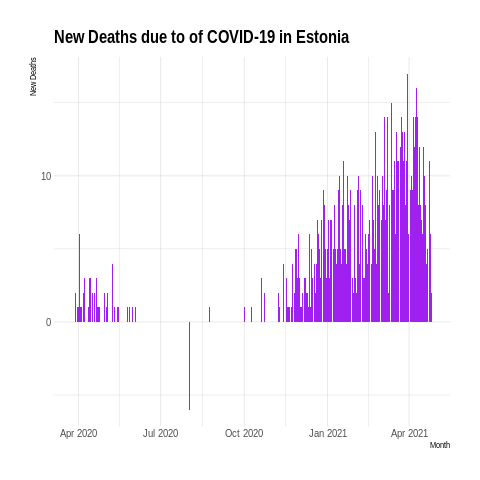 New Deaths due to of COVID-19 in Estonia
New Deaths
10
0
Apr 2020
Jul 2020
Oct 2020
Jan 2021
Apr 2021
Month